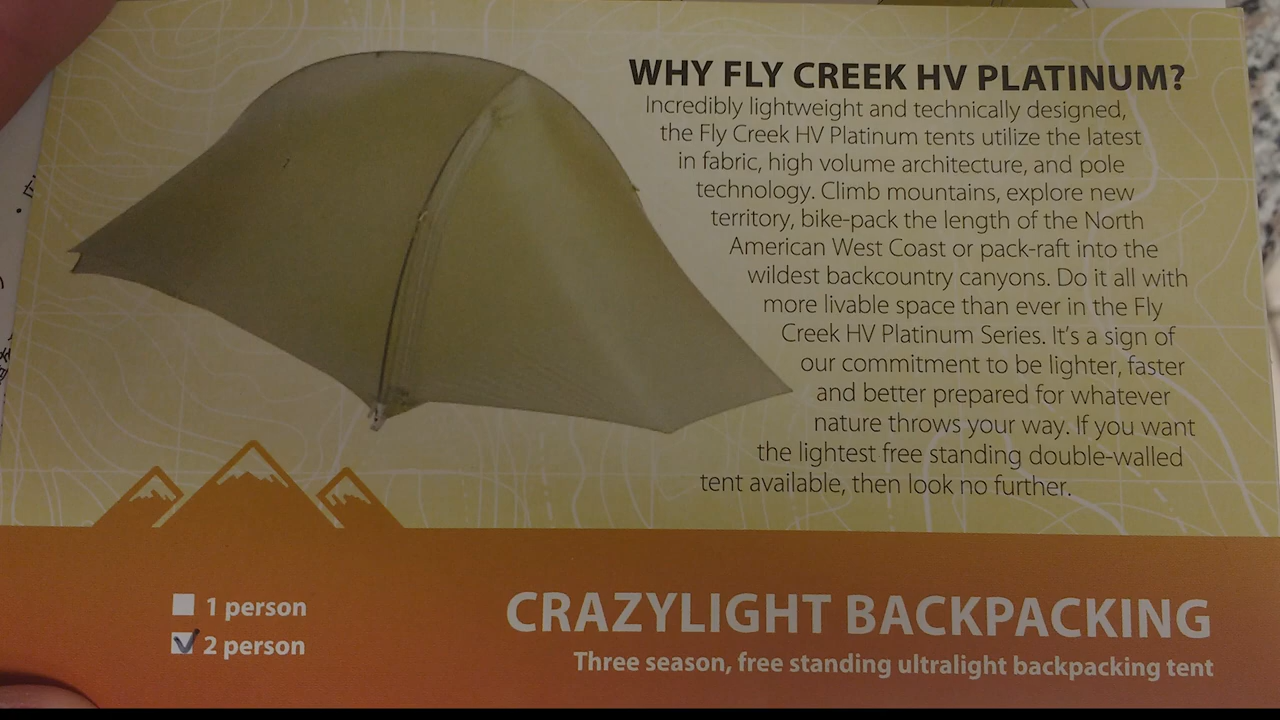 WHY FLY CREEK HV PLATINUM?
Incredibly lightweight and technically designed,
the Fly Creek HV Platinum tents utilize the latest
in fabric, high volume architecture, and pole
technology. Climb mountains, explore new
territory, bike-pack the length of the North
American West Coast or pack-raft into the
wildest backcountry canyons. Do it all with
more livable space than ever in the Fly
Creek HV Platinum Series. It's a sign of
our commitment to be lighter, faster
and better prepared for whatever
nature throws your way. If you want
the lightest free standing double-walled
tent available, then look no further.
1 person
2 person
CRAZYLIGHT BACKPACKING
Three season, free standing ultralight backpacking tent